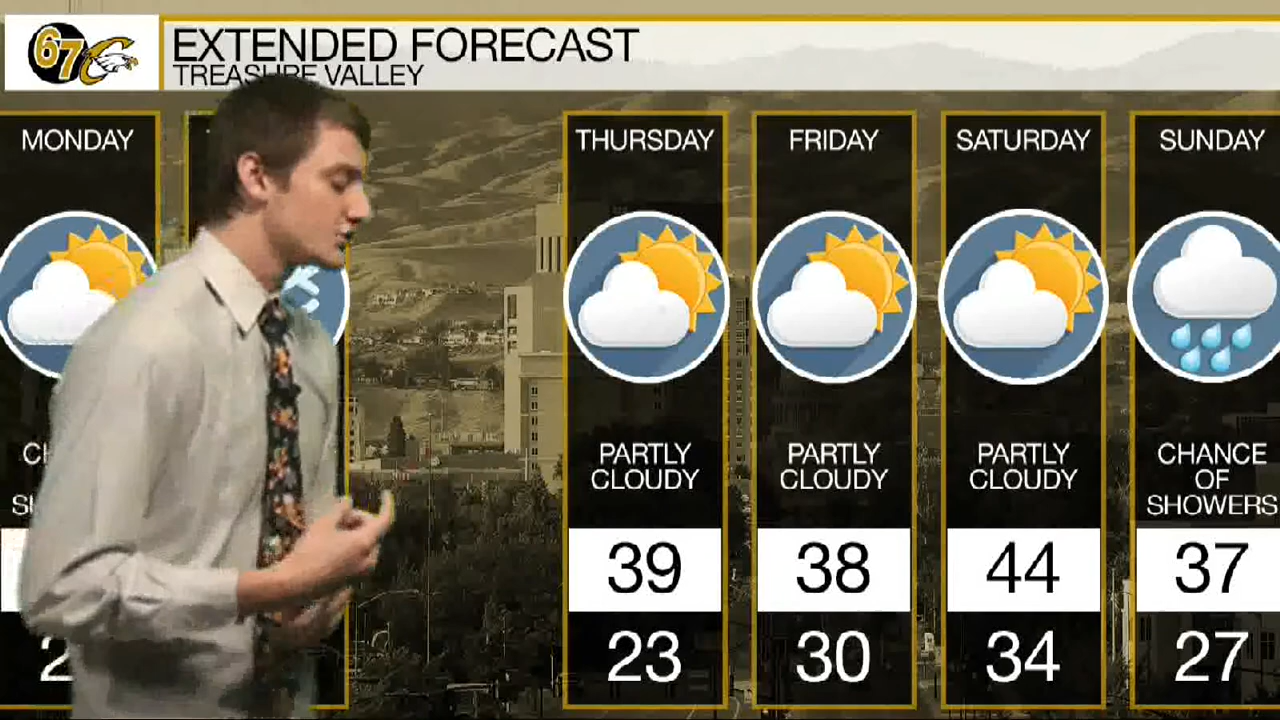 67
EXTENDED FORECAST
TREASURE VALLEY
MONDAY
THURSDAY
FRIDAY
SATURDAY
SUNDAY
PARTLY
CLOUDY
PARTLY
CLOUDY
PARTLY
CLOUDY
CHANCE
OF
SHOWERS
39
38
44
37
23
30
34
27